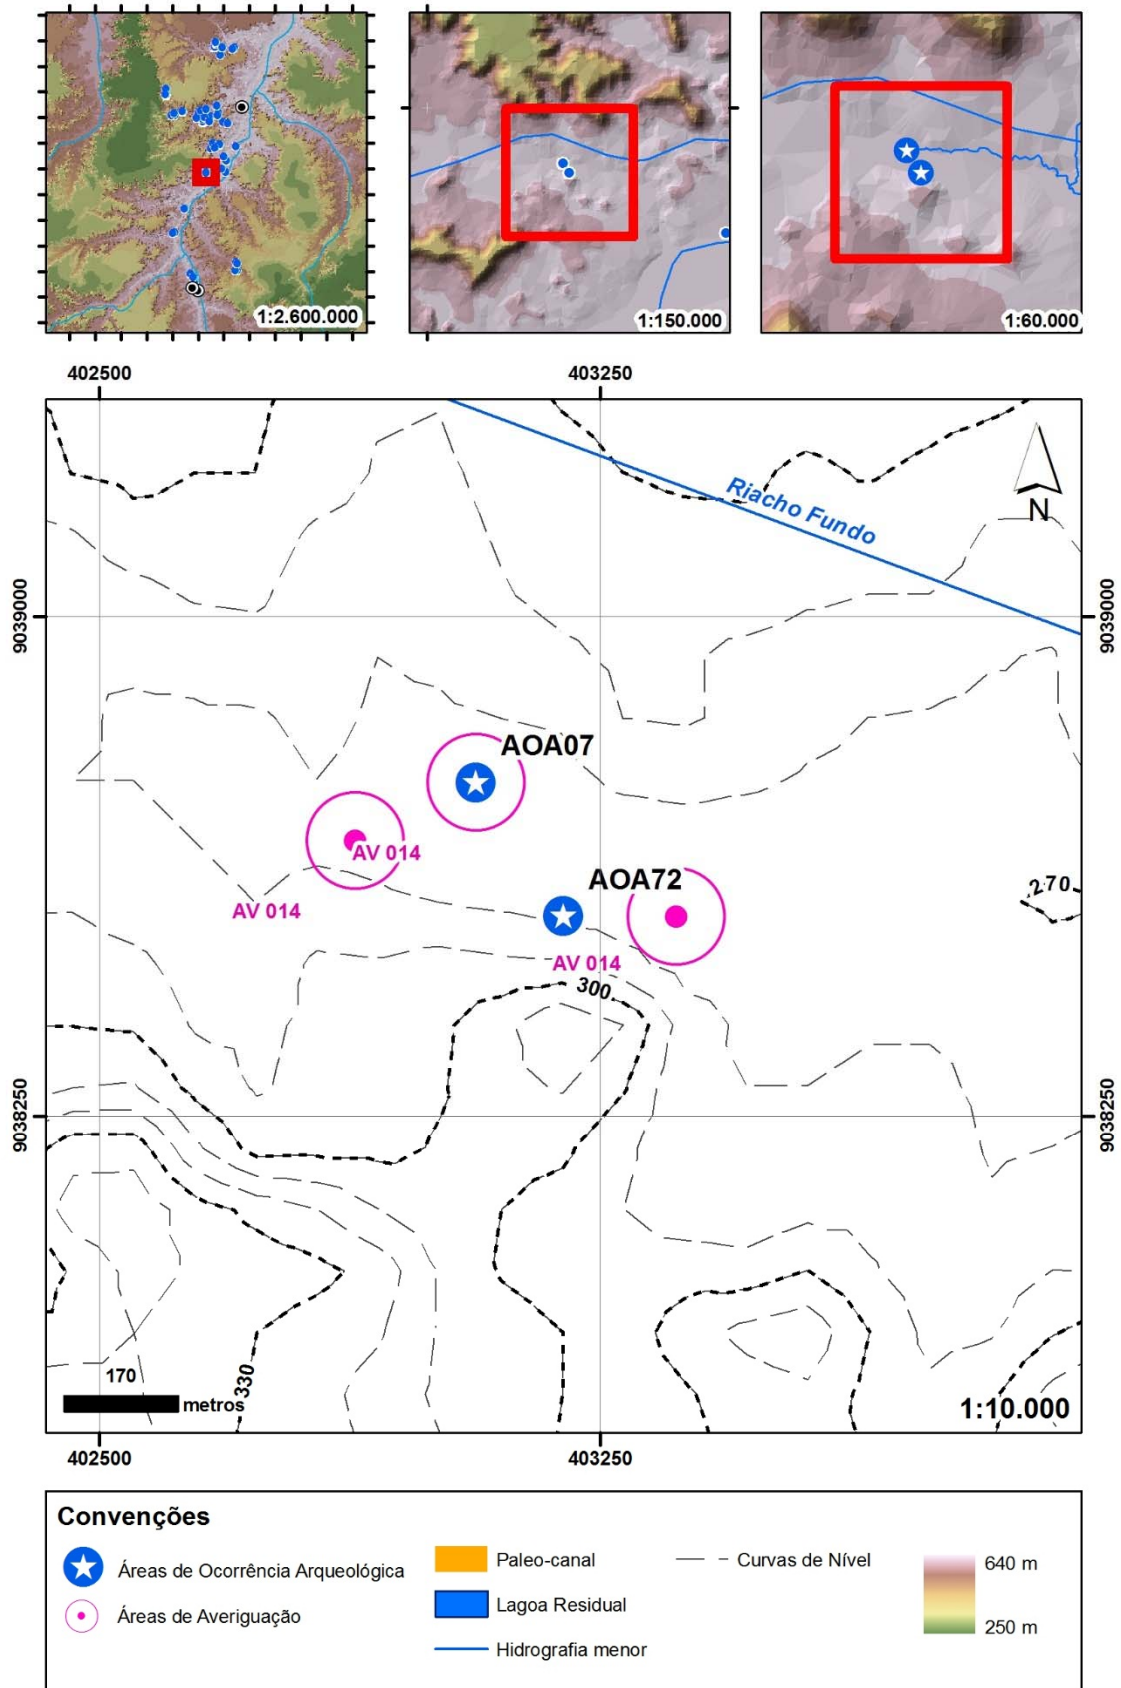 1:2.600.000
1:150.000
1:60.000
402500
403250
Riacho Fundo
N
9039000
9039000
AOA07
AV 014
AOA72
AV 014
270
AV 014
300
9038250
9038250
170
metros
330
1:10.000
402500
403250
Convenções
Áreas de Ocorrência Arqueológica
Áreas de Averiguação
Paleo-canal
Lagoa Residual
Hidrografia menor
Curvas de Nível
640 m
250 m